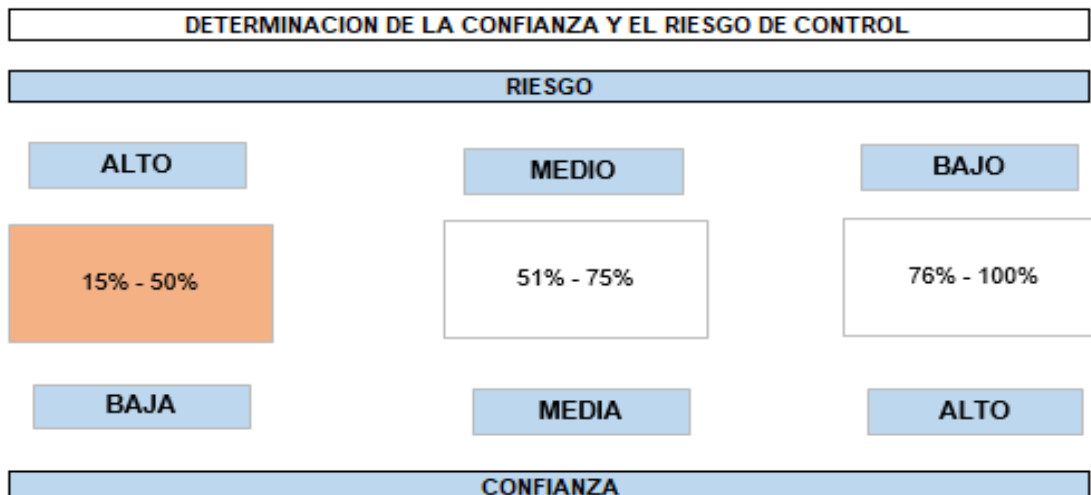 DETERMINACION DE LA CONFIANZA Y EL RIESGO DE CONTROL
RIESGO
ALTO MEDIO BAJO
15% - 50% 51% - 75% 76% - 100%
BAJA MEDIA ALTO
CONFIANZA